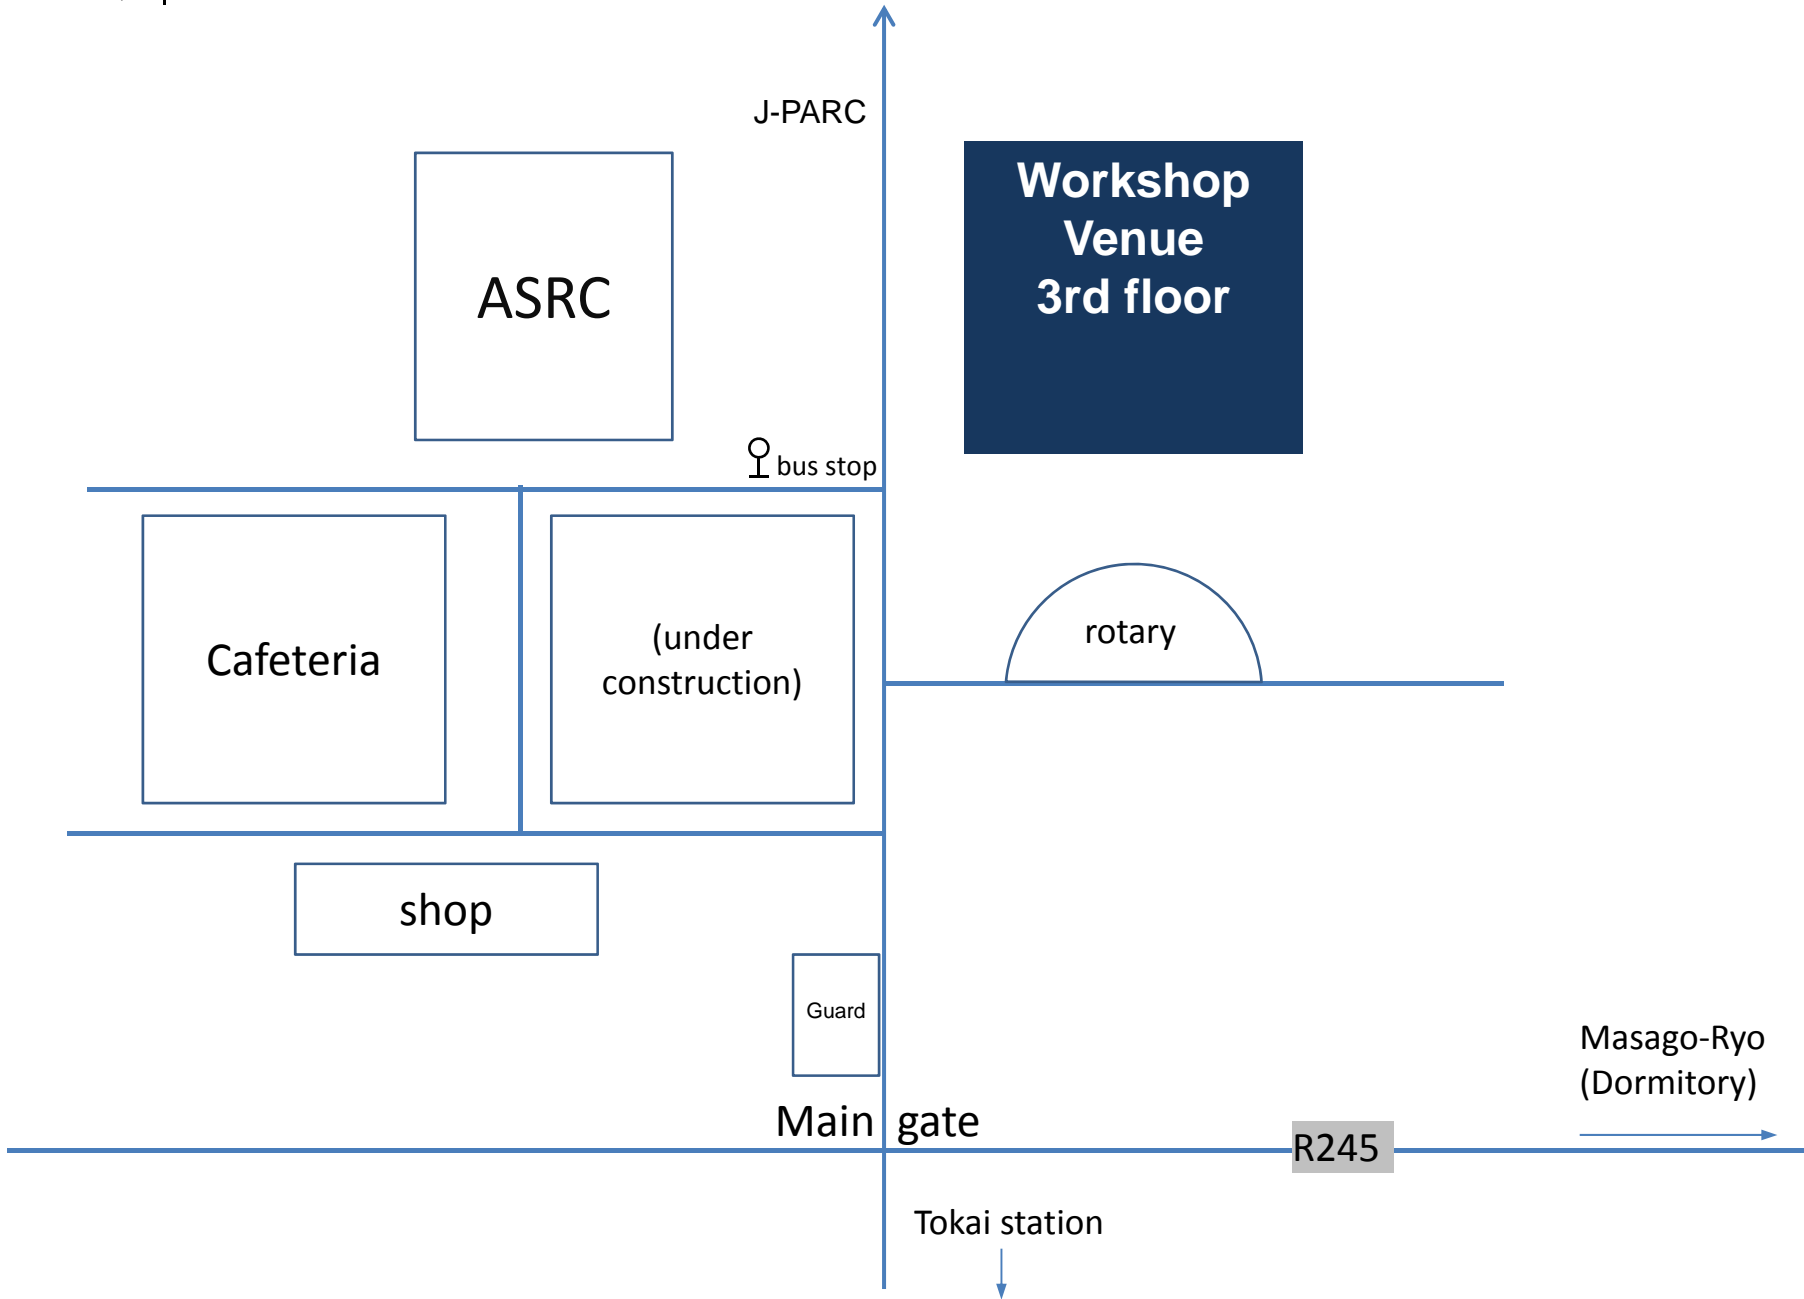 J-PARC
Workshop
Venue
3rd floor
ASRC
bus stop
Cafeteria
(under
construction)
rotary
shop
Guard
Masago-Ryo
(Dormitory)
Main gate
R245
Tokai station